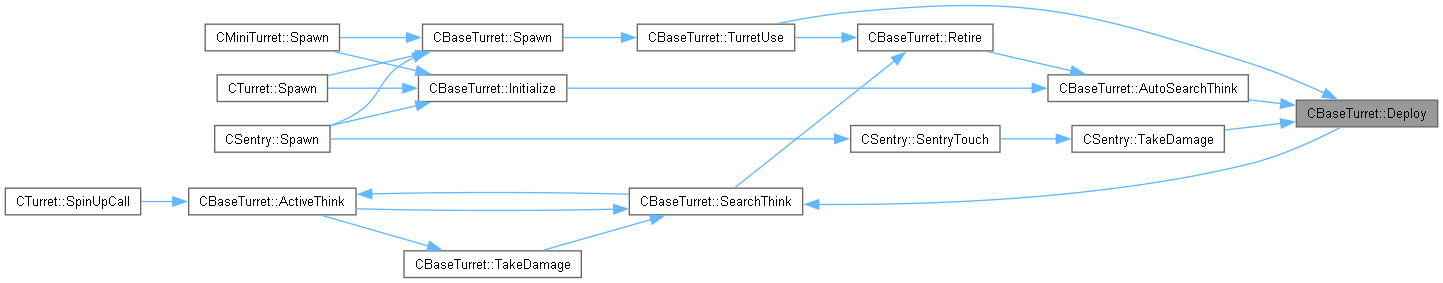 CMiniTurret::Spawn
CBaseTurret::Spawn
CBaseTurret::TurretUse
CBaseTurret::Retire
CTurret::Spawn
CBaseTurret::Initialize
CBaseTurret::AutoSearchThink
CBaseTurret::Deploy
CSentry::Spawn
CSentry::SentryTouch
CSentry::TakeDamage
CTurret::SpinUpCall
CBaseTurret::ActiveThink
CBaseTurret::SearchThink
CBaseTurret::TakeDamage